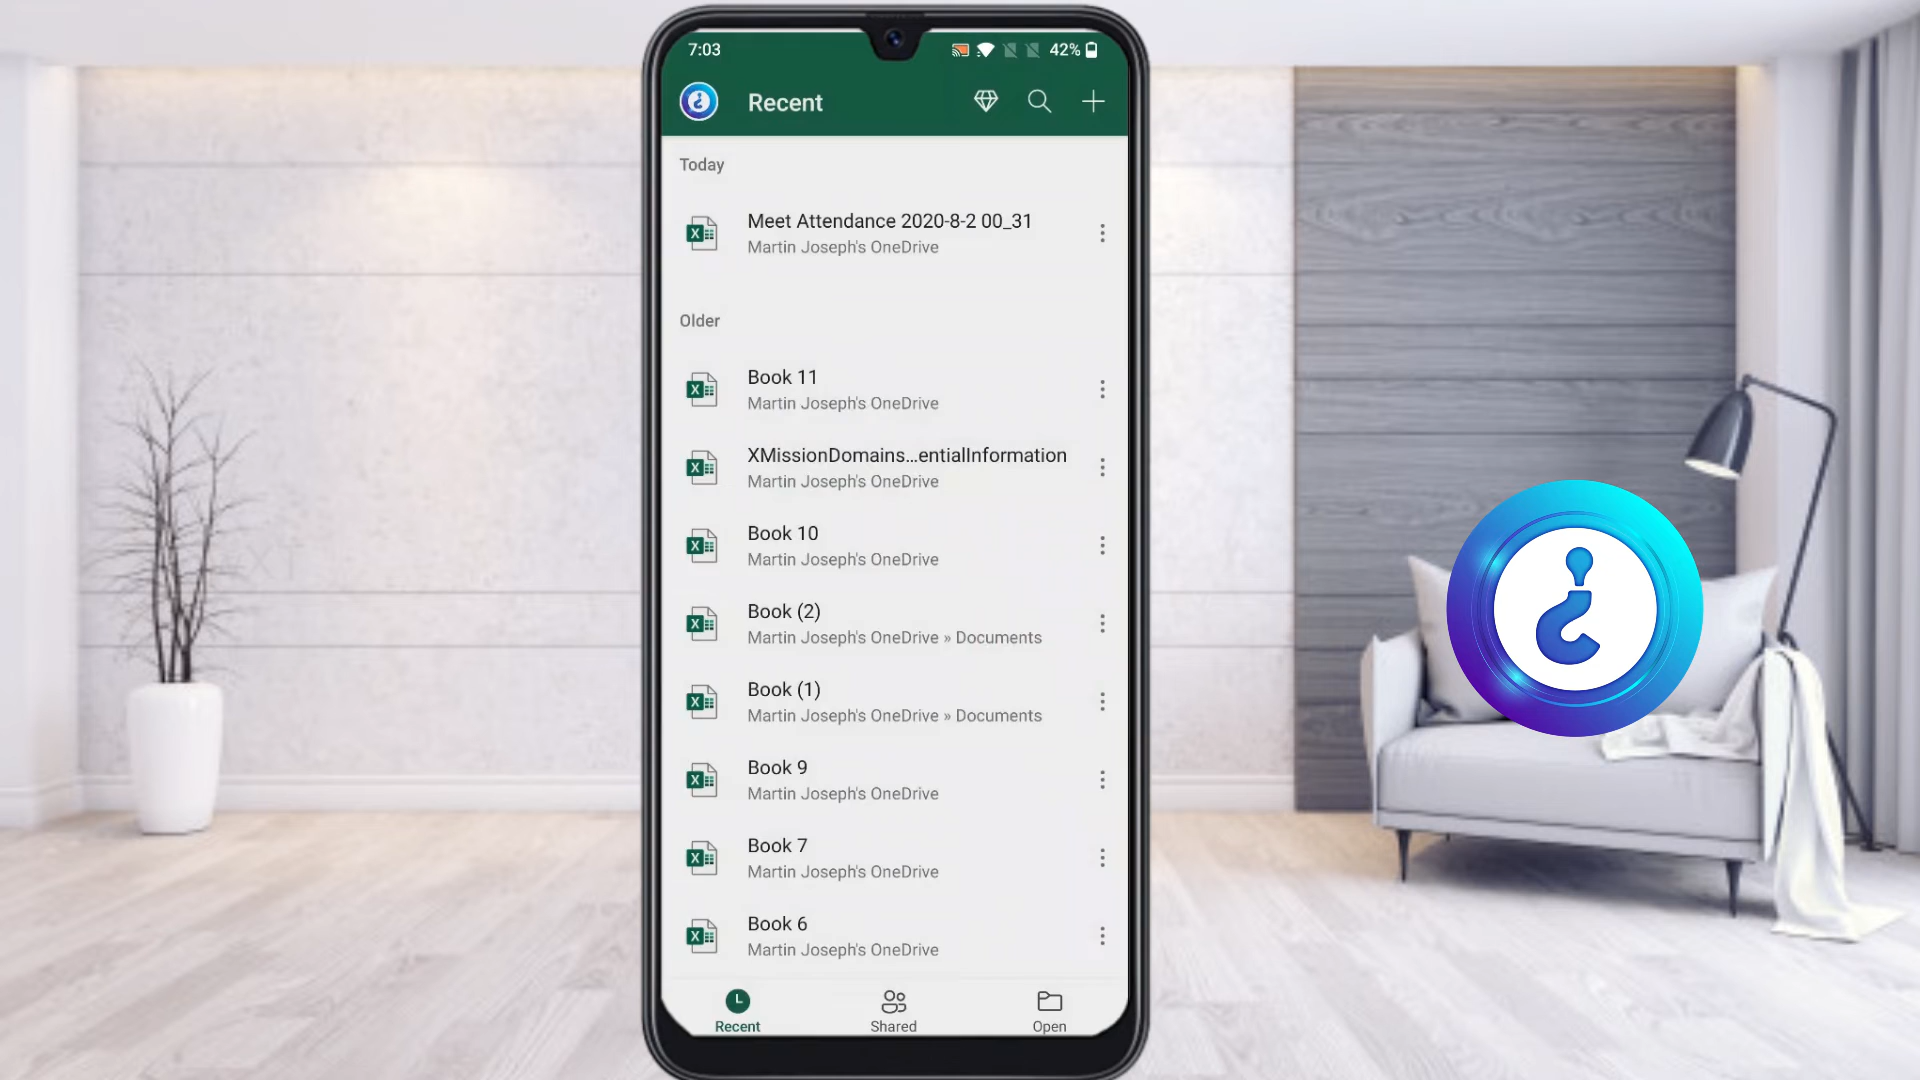 7:03
42%
Recent
Today
Meet Attendance 2020-8-2 00_31
Martin Joseph's OneDrive
Older
Book 11
Martin Joseph's OneDrive
XMissionDomains...entialInformation
Martin Joseph's OneDrive
Book 10
Martin Joseph's OneDrive
Book (2)
Martin Joseph's OneDrive » Documents
Book (1)
Martin Joseph's OneDrive » Documents
Book 9
Martin Joseph's OneDrive
Book 7
Martin Joseph's OneDrive
Book 6
Martin Joseph's OneDrive
Recent
Shared
Open